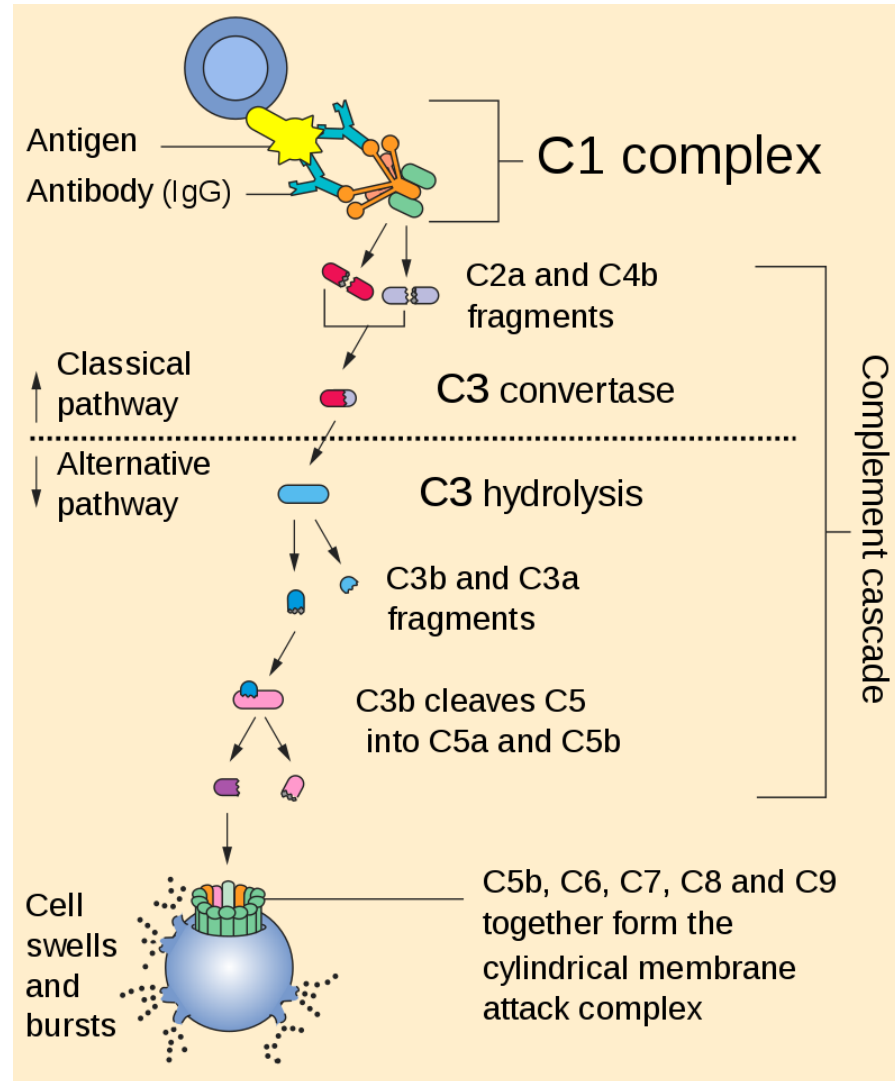 Antigen
Antibody (IgG)
C1 complex
C2a and C4b
fragments
Classical
pathway
C3 convertase
Alternative
pathway
C3 hydrolysis
C3b and C3a
fragments
C3b cleaves C5
into C5a and C5b
Complement cascade
Cell
swells
and
bursts
C5b, C6, C7, C8 and C9
together form the
cylindrical membrane
attack complex